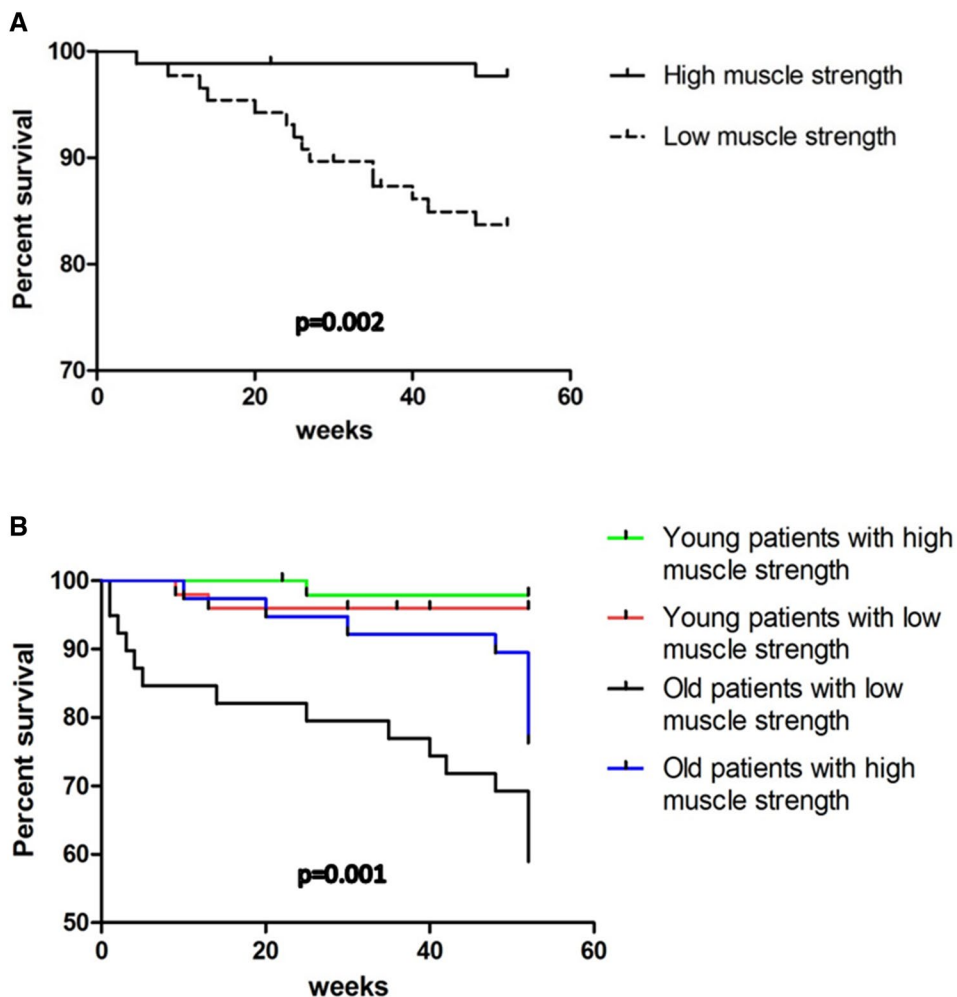 A
100
90
80
70
Percent survival
0 20 40 60
weeks
p=0.002
High muscle strength
Low muscle strength
B
100
90
80
70
60
50
Percent survival
0 20 40 60
weeks
p=0.001
Young patients with high
muscle strength
Young patients with low
muscle strength
Old patients with low
muscle strength
Old patients with high
muscle strength